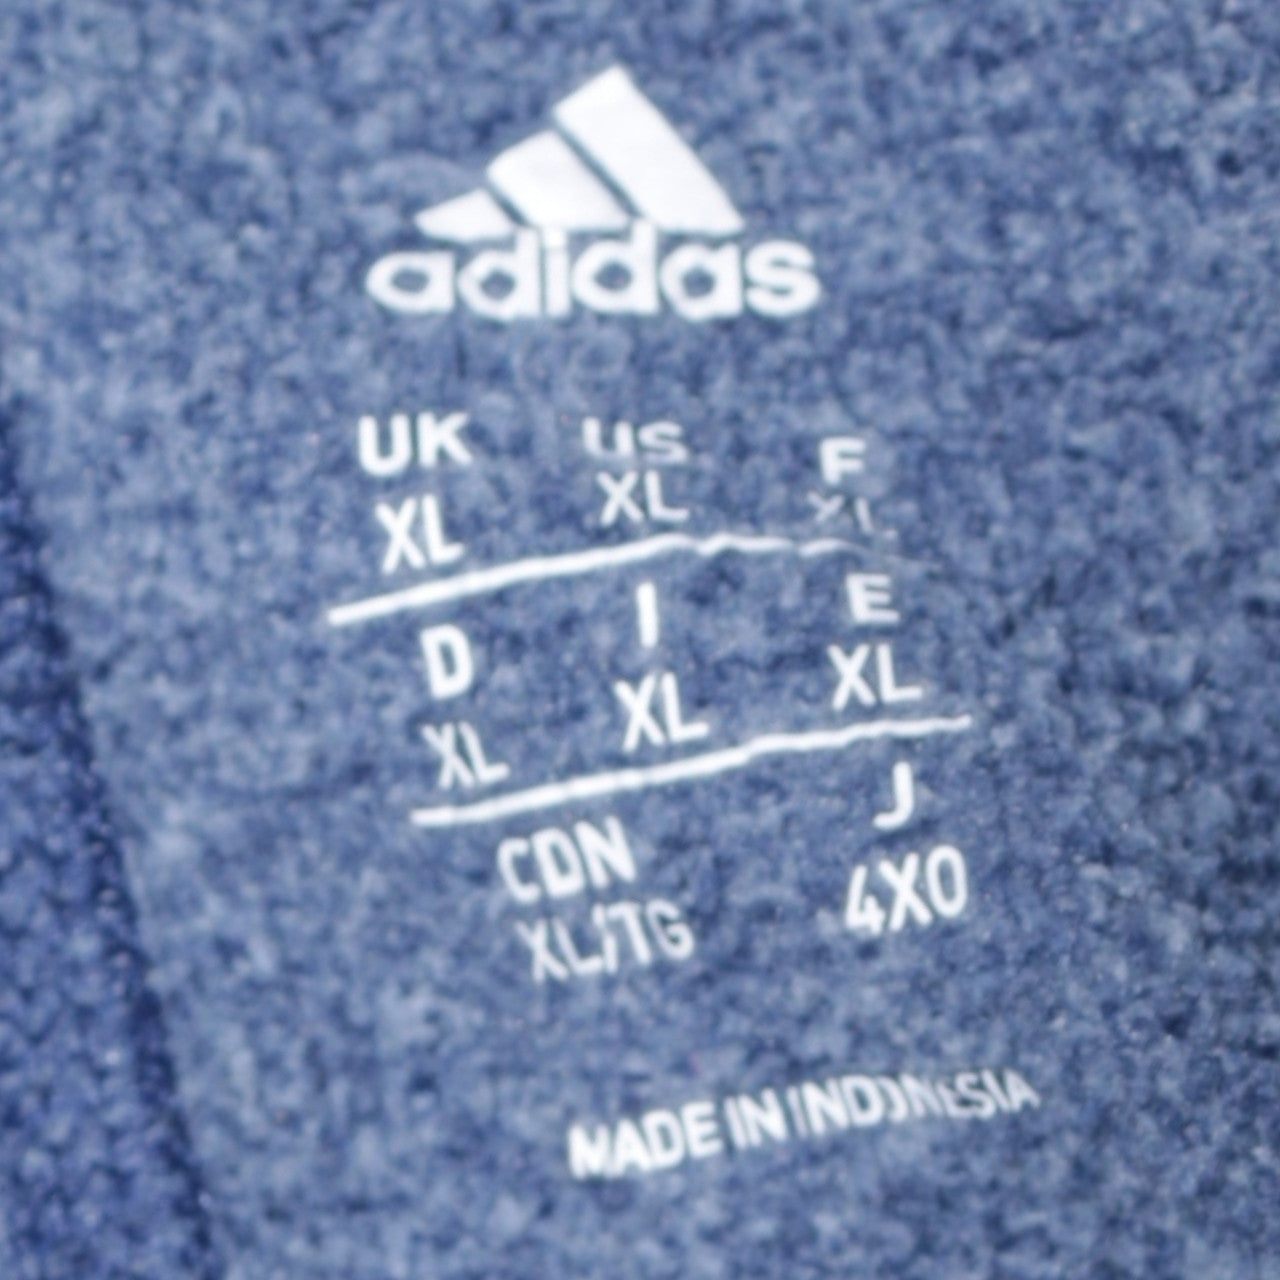 adidas
UK US F
XL XL XL
D I E
XL XL XL
CDN J
XL/TG 4XO
MADE IN INDONESIA